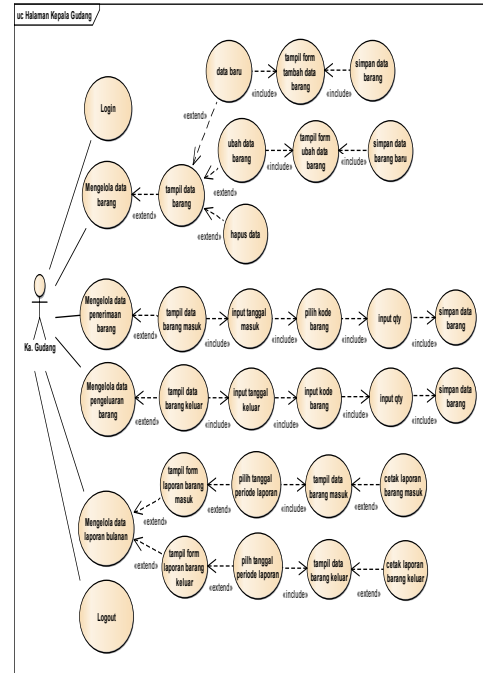 uc Halaman Kepala Gudang
Login
data baru
«include»
tampil form
tambah data
barang
«include»
simpan data
barang
«extend»
ubah data
barang
«include»
tampil form
ubah data
barang
«include»
simpan data
barang baru
Mengelola data
barang
«extend»
tampil data
barang
«extend»
«extend»
hapus data
Ka. Gudang
Mengelola data
penerimaan
barang
«extend»
tampil data
barang masuk
«include»
input tanggal
masuk
«include»
pilih kode
barang
«include»
input qty
«include»
simpan data
barang
Mengelola data
pengeluaran
barang
«extend»
tampil data
barang keluar
«include»
input tanggal
keluar
«include»
input kode
barang
«include»
input qty
«include»
simpan data
barang
Mengelola data
laporan bulanan
«extend»
tampil form
laporan barang
masuk
«extend»
pilih tanggal
periode laporan
«include»
tampil data
barang masuk
«extend»
cetak laporan
barang masuk
«extend»
tampil form
laporan barang
keluar
«extend»
pilh tanggal
periode laporan
«include»
tampil data
barang keluar
«extend»
cetak laporan
barang keluar
Logout